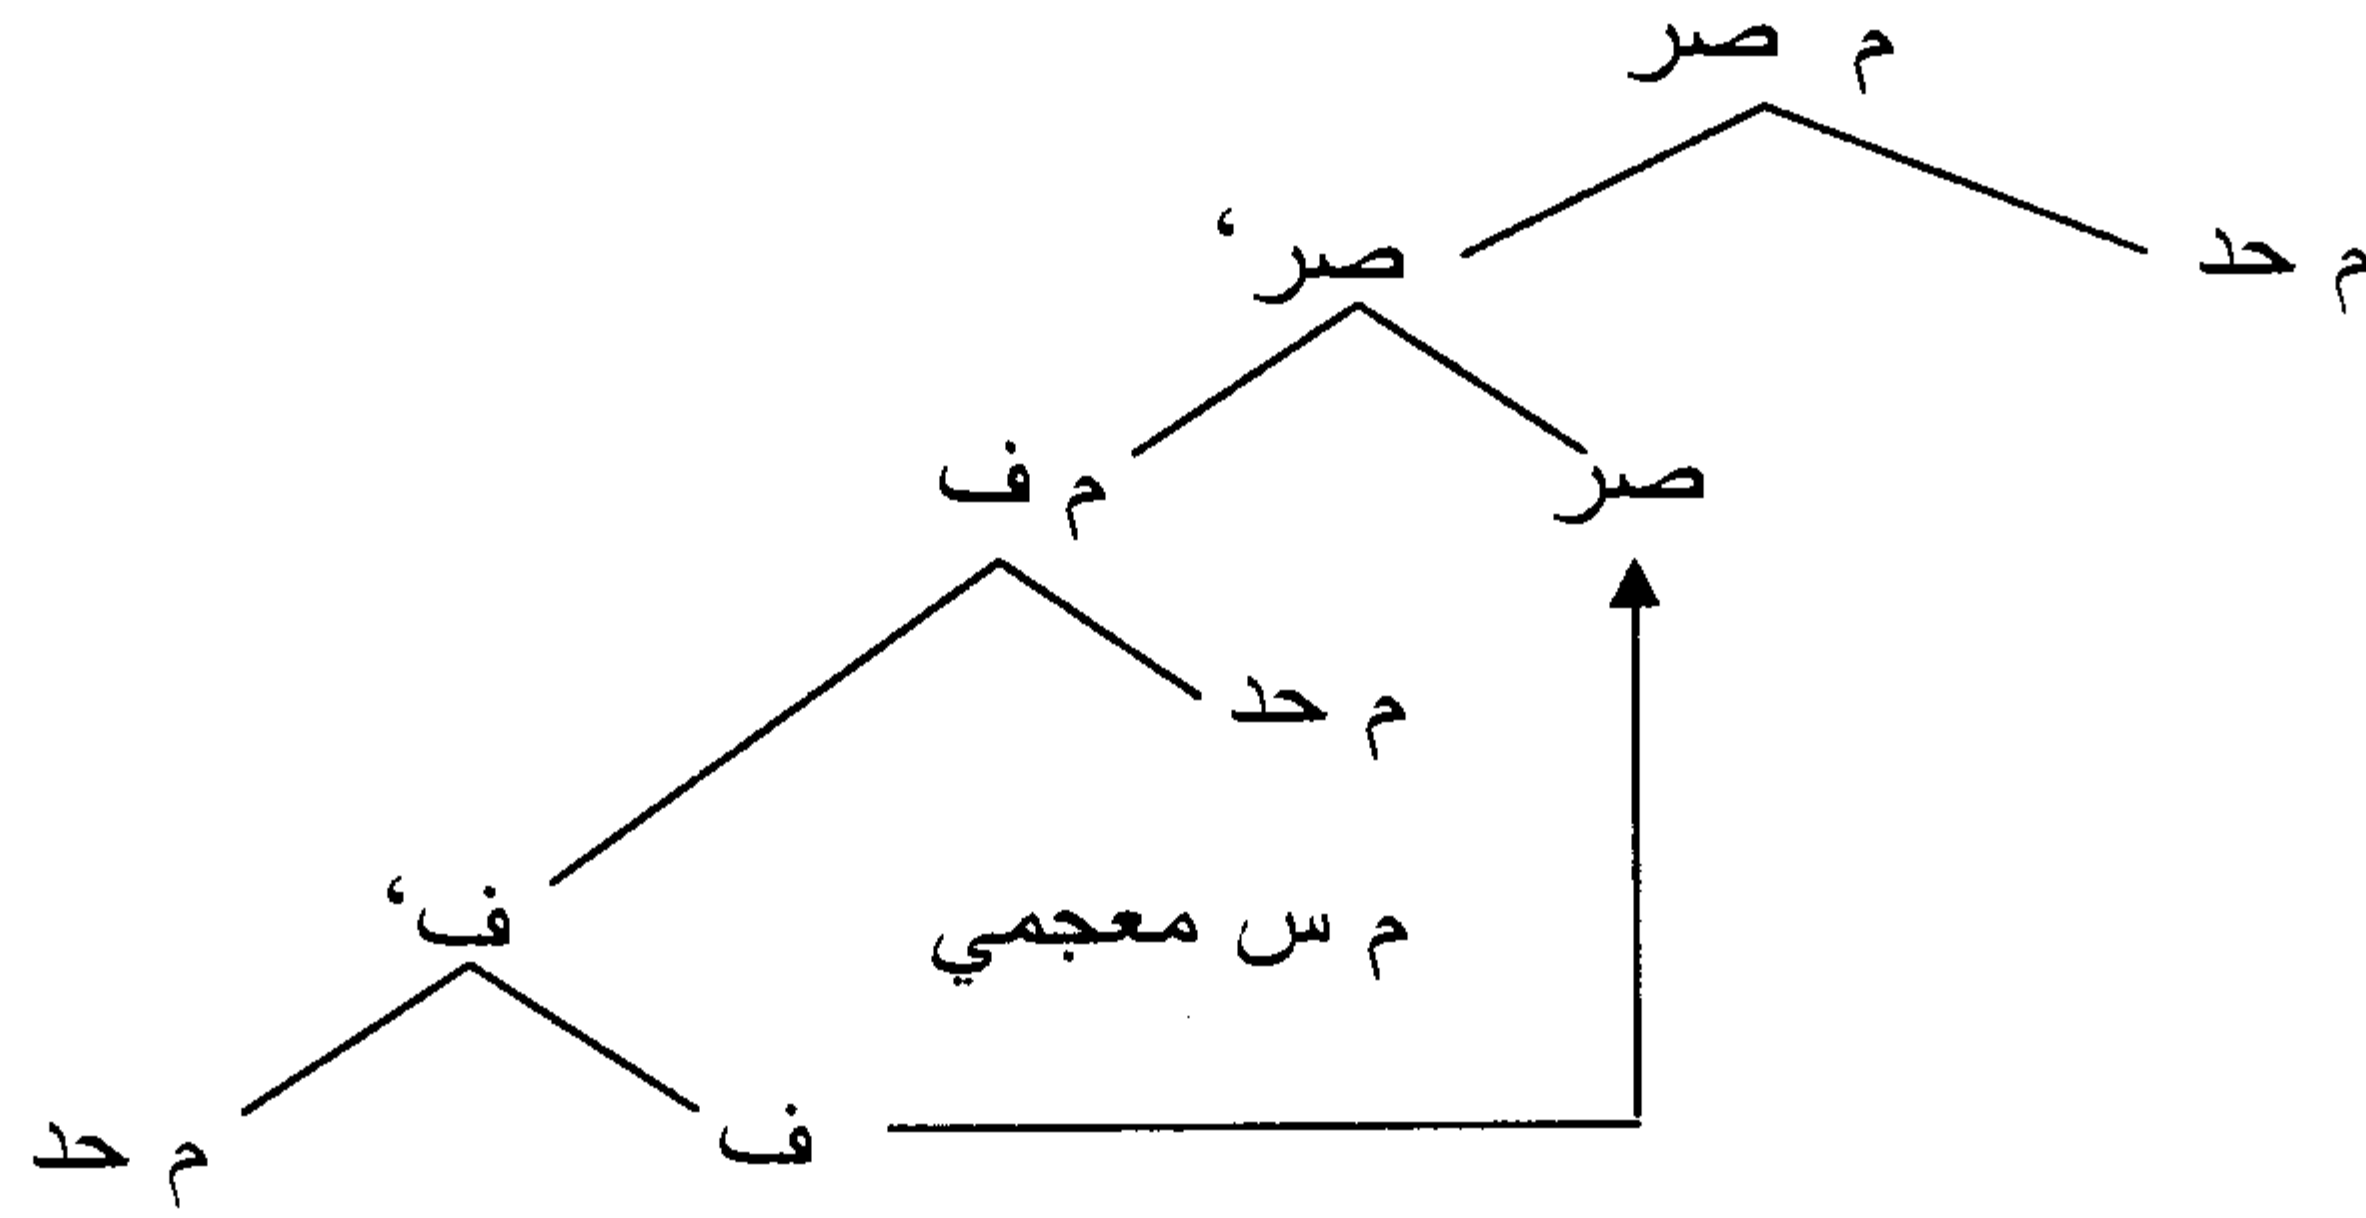 م صر
م حد
صر‘
صر
م ف
م حد
م س معجمي
ف‘
ف
م حد